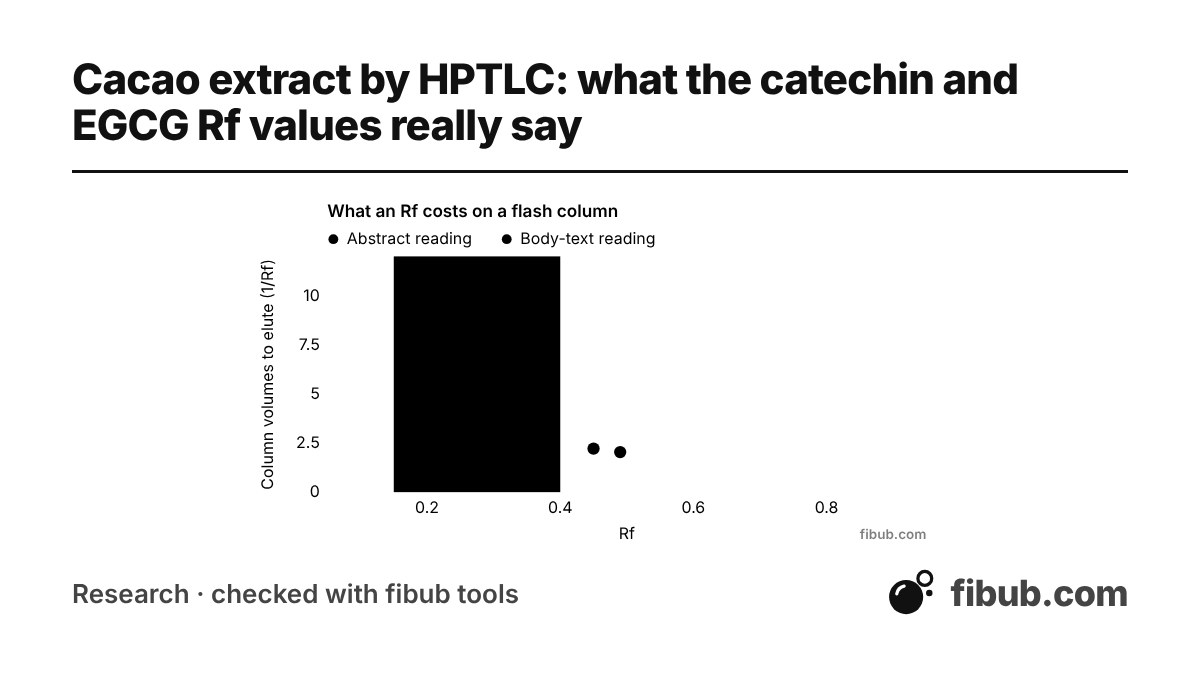 Cacao extract by HPTLC: what the catechin and
EGCG Rf values really say
What an Rf costs on a flash column
Abstract reading
Body-text reading
Column volumes to elute (1/Rf)
10
7.5
5
2.5
0
0.2
0.4
0.6
0.8
Rf
fibub.com
Research · checked with fibub tools
fibub.com